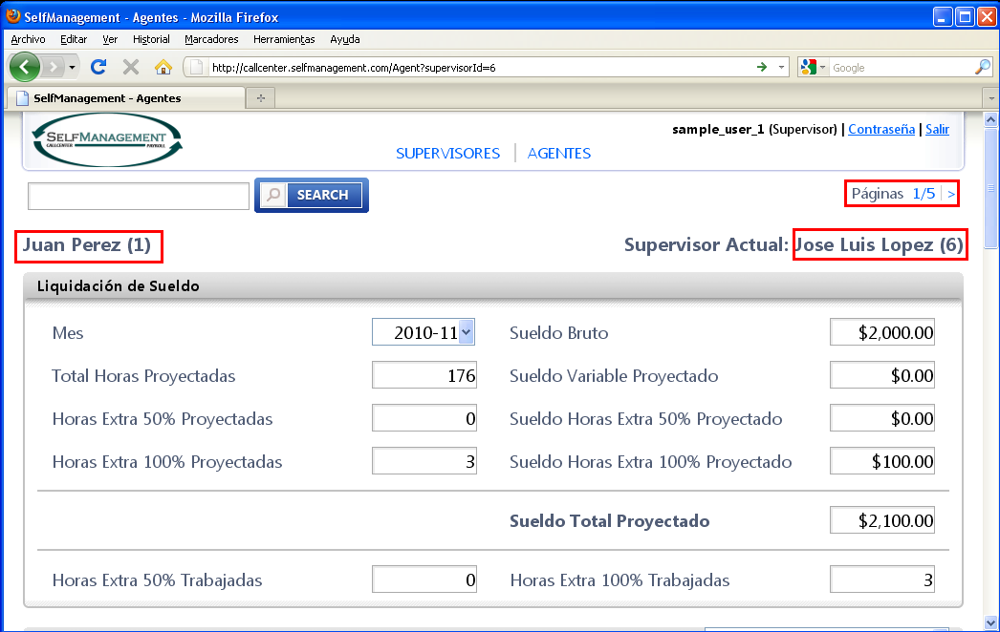 SelfManagement - Agentes - Mozilla Firefox
Archivo Editar Ver Historial Marcadores Herramientas Ayuda
http://callcenter.selfmanagement.com/Agent?supervisorId=6 Google
SelfManagement - Agentes
SELFMANAGEMENT
CALLCENTER PAYROLL
sample_user_1 (Supervisor) | Contraseña | Salir
SUPERVISORES | AGENTES
SEARCH
Páginas 1/5 | >
Juan Perez (1) Supervisor Actual: Jose Luis Lopez (6)
Liquidación de Sueldo
Mes 2010-11 Sueldo Bruto $2,000.00
Total Horas Proyectadas 176 Sueldo Variable Proyectado $0.00
Horas Extra 50% Proyectadas 0 Sueldo Horas Extra 50% Proyectado $0.00
Horas Extra 100% Proyectadas 3 Sueldo Horas Extra 100% Proyectado $100.00
Sueldo Total Proyectado $2,100.00
Horas Extra 50% Trabajadas 0 Horas Extra 100% Trabajadas 3